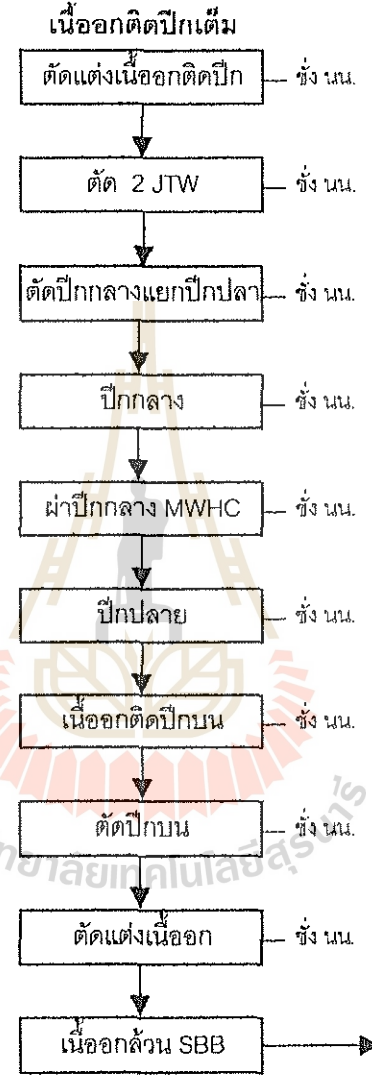 เนื้ออกติดปีกเต็ม
ตัดแต่งเนื้ออกติดปีก ชั่ง นน.
ตัด 2 JTW ชั่ง นน.
ตัดปีกกลางแยกปีกปลา ชั่ง นน.
ปีกกลาง ชั่ง นน.
ผ่าปีกกลาง MWHC ชั่ง นน.
ปีกปลาย ชั่ง นน.
เนื้ออกติดปีกบน ชั่ง นน.
ตัดปีกบน ชั่ง นน.
ตัดแต่งเนื้ออก ชั่ง นน.
เนื้ออกล้วน SBB